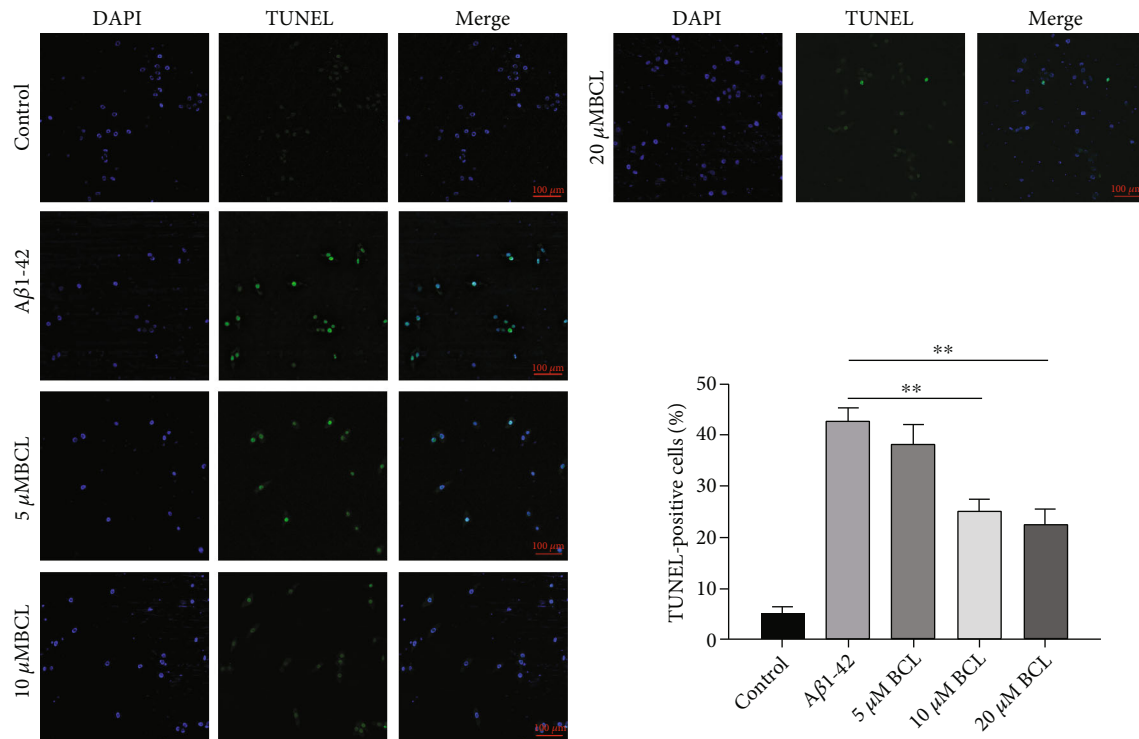 DAPI TUNEL Merge
Control
100 μm
Aβ1-42
100 μm
5 μMBCL
100 μm
10 μMBCL
100 μm
DAPI TUNEL Merge
20 μMBCL
100 μm
TUNEL-positive cells (%)
50
40
30
20
10
0
**
**
Control
Aβ1-42
5 μM BCL
10 μM BCL
20 μM BCL